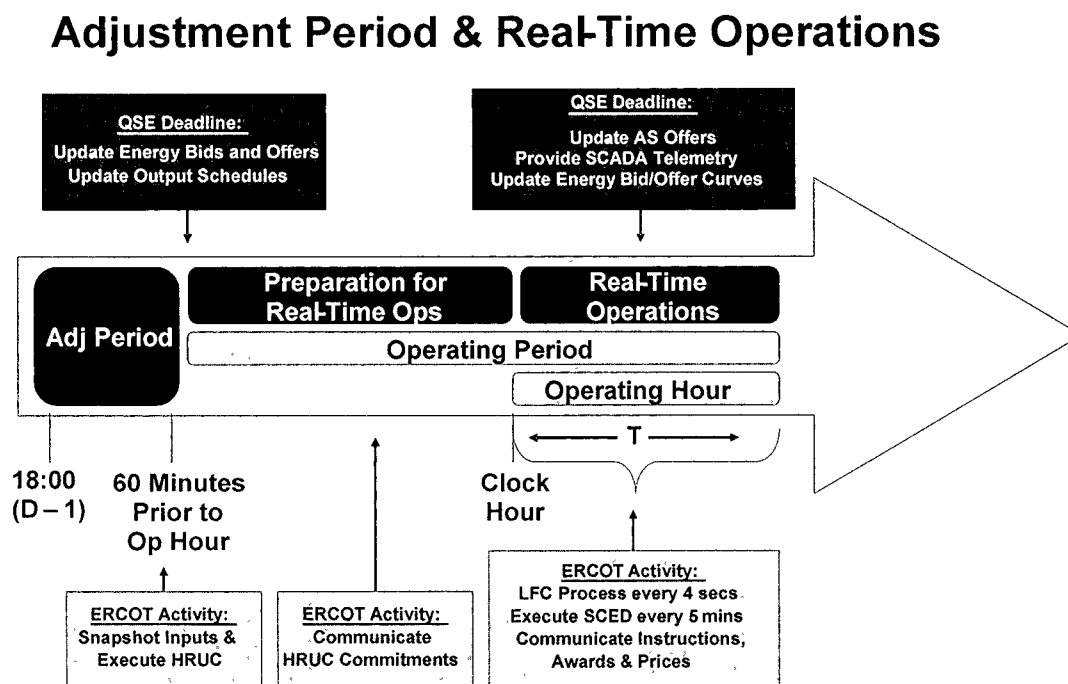 Adjustment Period & Real-Time Operations
QSE Deadline:
Update Energy Bids and Offers
Update Output Schedules
QSE Deadline:
Update AS Offers
Provide SCADA Telemetry
Update Energy Bid/Offer Curves
Adj Period
Preparation for
Real-Time Ops
Real-Time
Operations
Operating Period
Operating Hour
T
18:00
(D – 1)
60 Minutes
Prior to
Op Hour
Clock
Hour
ERCOT Activity:
Snapshot Inputs &
Execute HRUC
ERCOT Activity:
Communicate
HRUC Commitments
ERCOT Activity:
LFC Process every 4 secs
Execute SCED every 5 mins
Communicate Instructions,
Awards & Prices